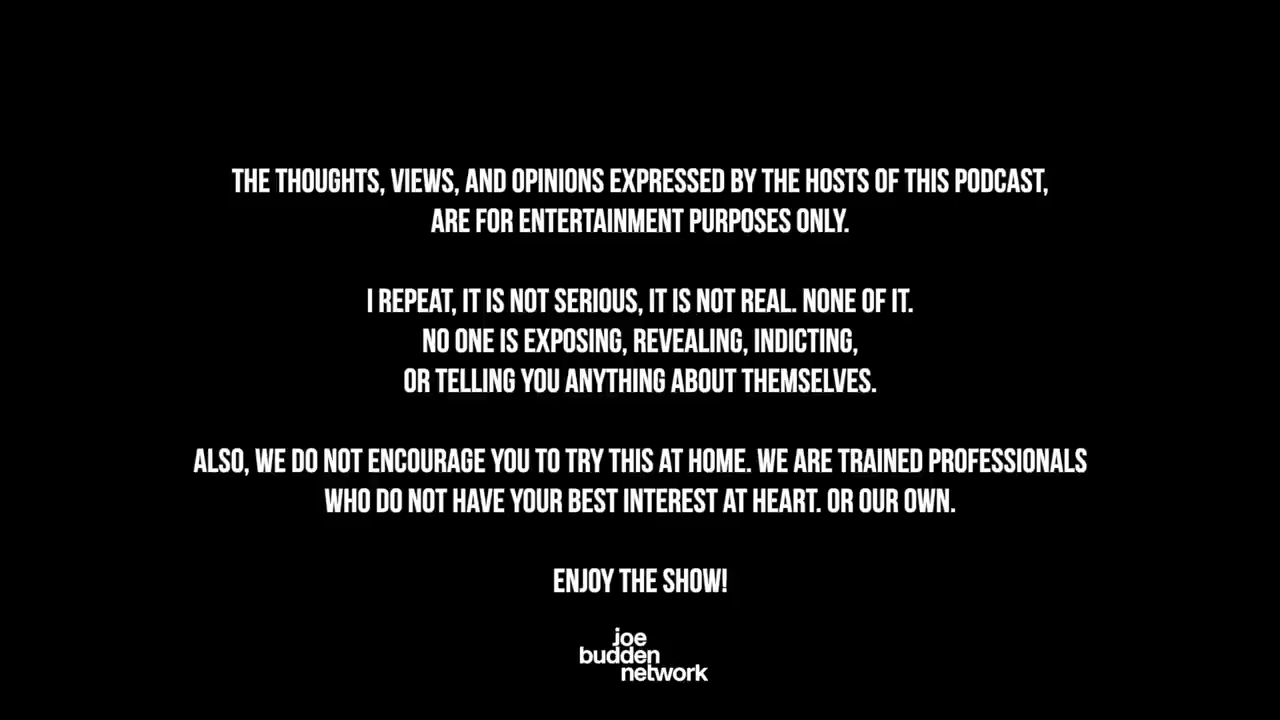 THE THOUGHTS, VIEWS, AND OPINIONS EXPRESSED BY THE HOSTS OF THIS PODCAST,
ARE FOR ENTERTAINMENT PURPOSES ONLY.
I REPEAT, IT IS NOT SERIOUS, IT IS NOT REAL. NONE OF IT.
NO ONE IS EXPOSING, REVEALING, INDICTING,
OR TELLING YOU ANYTHING ABOUT THEMSELVES.
ALSO, WE DO NOT ENCOURAGE YOU TO TRY THIS AT HOME. WE ARE TRAINED PROFESSIONALS
WHO DO NOT HAVE YOUR BEST INTEREST AT HEART. OR OUR OWN.
ENJOY THE SHOW!
joe
budden
network